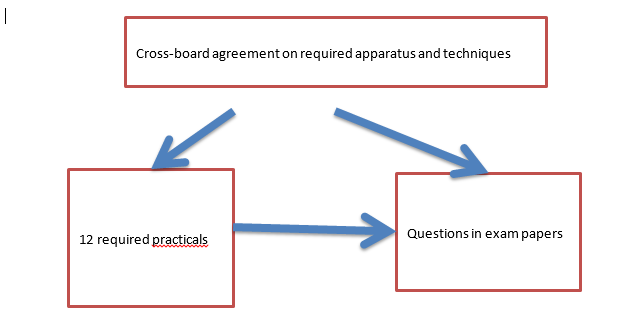 Cross-board agreement on required apparatus and techniques
12 required practicals
Questions in exam papers